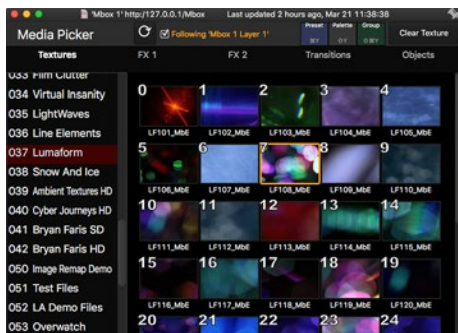 'Mbox 1' http:/127.0.0.1/Mbox Last updated 2 hours ago, Mar 21 11:38:36
Media Picker Following 'Mbox 1 Layer 1' Preset Palette Group Clear Texture
Textures FX 1 FX 2 Transitions Objects
033 Film Clutter
034 Virtual Insanity
035 LightWaves
036 Line Elements
037 Lumaform
038 Snow And Ice
039 Ambient Textures HD
040 Cyber Journeys HD
041 Bryan Faris SD
042 Bryan Faris HD
050 Image Remap Demo
051 Test Files
052 LA Demo Files
053 Overwatch
0 1 2 3 4
LF101_MbE LF102_MbE LF103_MbE LF104_MbE LF105_MbE
5 6 7 8 9
LF106_MbE LF107_MbE LF108_MbE LF109_MbE LF110_MbE
10 11 12 13 14
LF111_MbE LF112_MbE LF113_MbE LF114_MbE LF115_MbE
15 16 17 18 19
LF116_MbE LF117_MbE LF118_MbE LF119_MbE LF120_MbE
20 21 22 23 24